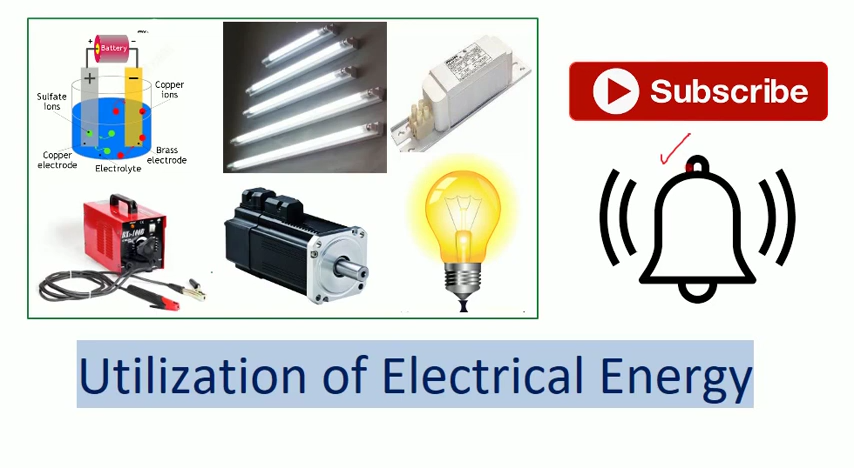 Battery
+
−
+
−
Sulfate
ions
Copper
ions
Copper
electrode
Brass
electrode
Electrolyte
Subscribe
Utilization of Electrical Energy